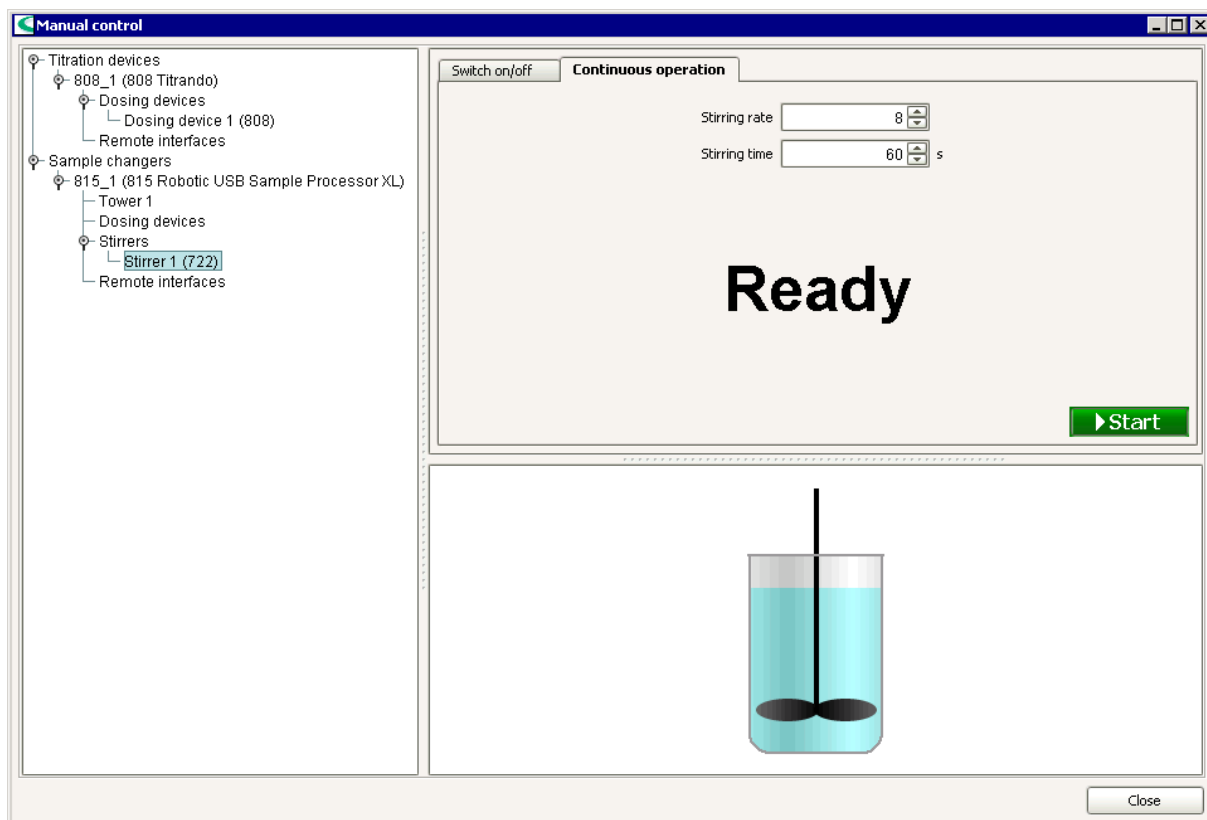 Manual control
Titration devices
808_1 (808 Titrando)
Dosing devices
Dosing device 1 (808)
Remote interfaces
Sample changers
815_1 (815 Robotic USB Sample Processor XL)
Tower 1
Dosing devices
Stirrers
Stirrer 1 (722)
Remote interfaces
Switch on/off
Continuous operation
Stirring rate 8
Stirring time 60 s
Ready
Start
Close